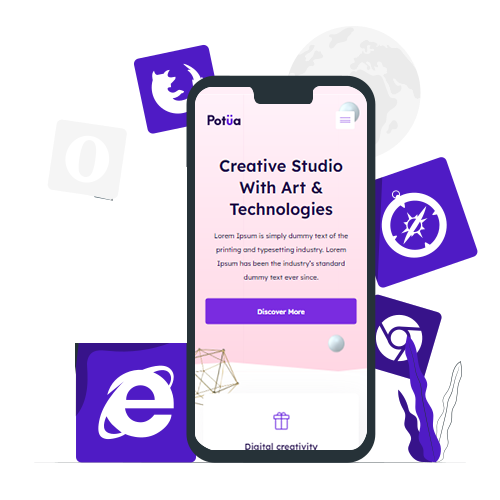 Potüa
Creative Studio
With Art &
Technologies
Lorem Ipsum is simply dummy text of the
printing and typesetting industry. Lorem
Ipsum has been the industry's standard
dummy text ever since.
Discover More
Digital creativity